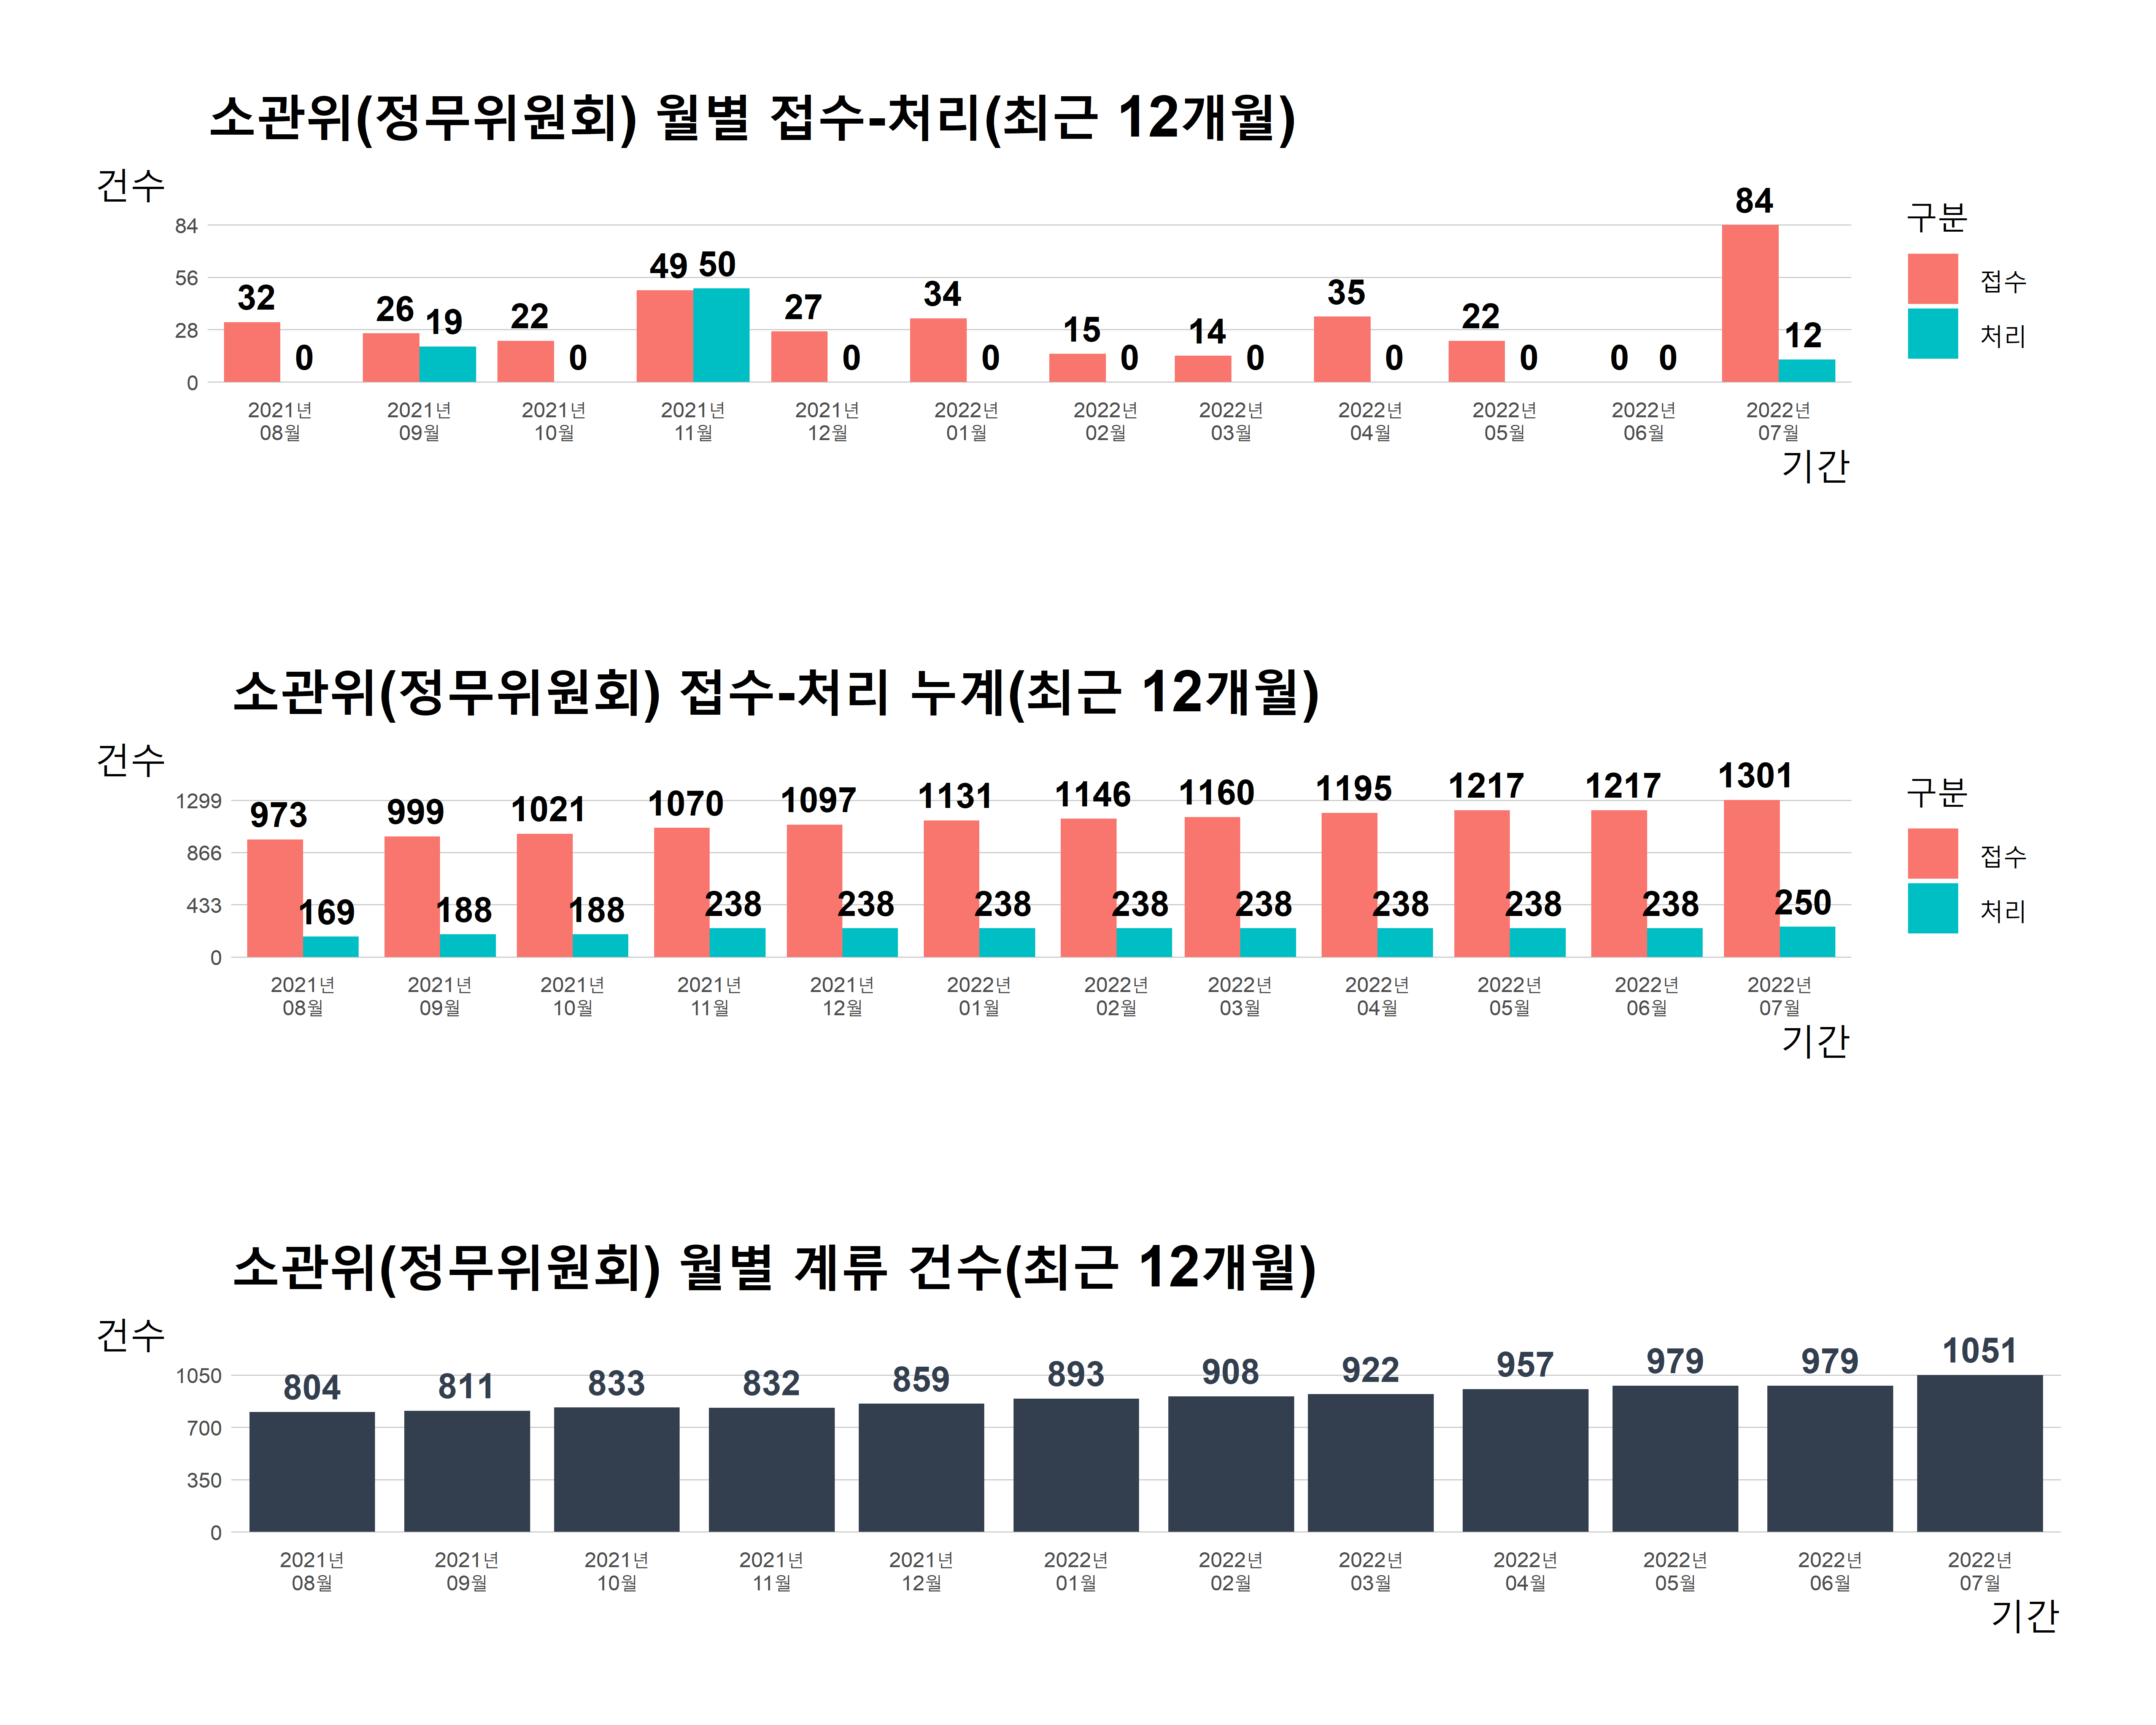 소관위(정무위원회) 월별 접수-처리(최근 12개월)
건수
84
56
28
0
32 0 26 19 22 0 49 50 27 0 34 0 15 0 14 0 35 0 22 0 0 0 84 12
2021년 2021년 2021년 2021년 2021년 2022년 2022년 2022년 2022년 2022년 2022년 2022년
08월 09월 10월 11월 12월 01월 02월 03월 04월 05월 06월 07월
기간
구분
접수
처리
소관위(정무위원회) 접수-처리 누계(최근 12개월)
건수
1299
866
433
0
973 999 1021 1070 1097 1131 1146 1160 1195 1217 1217 1301
169 188 188 238 238 238 238 238 238 238 238 250
2021년 2021년 2021년 2021년 2021년 2022년 2022년 2022년 2022년 2022년 2022년 2022년
08월 09월 10월 11월 12월 01월 02월 03월 04월 05월 06월 07월
기간
구분
접수
처리
소관위(정무위원회) 월별 계류 건수(최근 12개월)
건수
1050
700
350
0
804 811 833 832 859 893 908 922 957 979 979 1051
2021년 2021년 2021년 2021년 2021년 2022년 2022년 2022년 2022년 2022년 2022년 2022년
08월 09월 10월 11월 12월 01월 02월 03월 04월 05월 06월 07월
기간